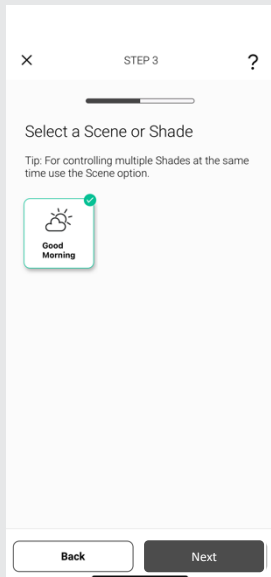 STEP 3
?
Select a Scene or Shade
Tip: For controlling multiple Shades at the same
time use the Scene option.
Good
Morning
Back
Next